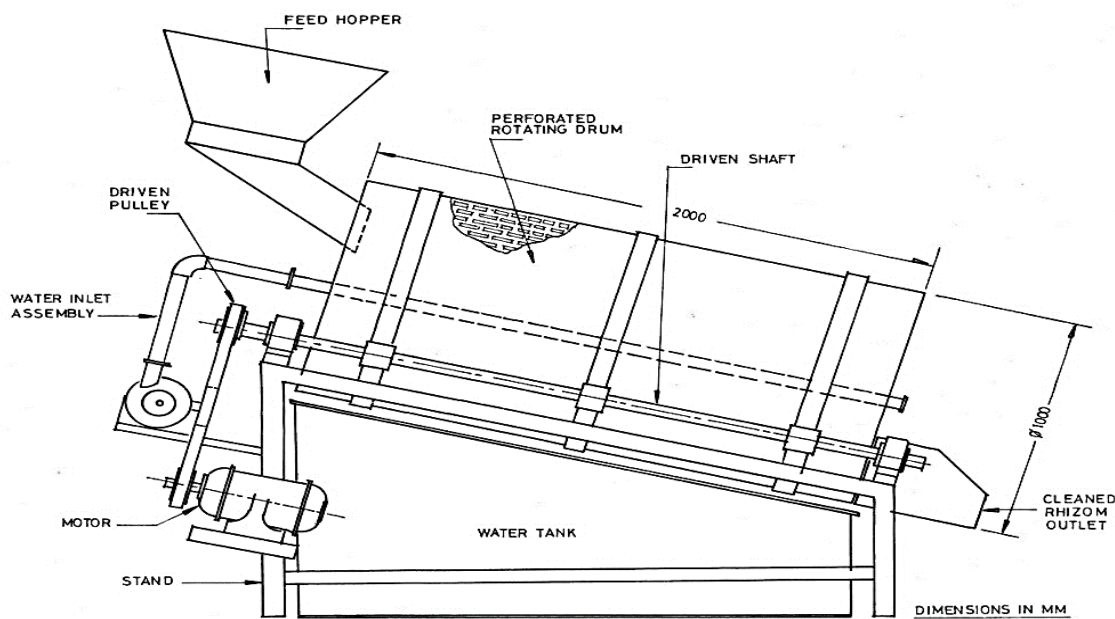 FEED HOPPER
PERFORATED
ROTATING DRUM
DRIVEN SHAFT
DRIVEN
PULLEY
2000
WATER INLET
ASSEMBLY
Ø1000
CLEANED
RHIZOM
OUTLET
MOTOR
WATER TANK
STAND
DIMENSIONS IN MM